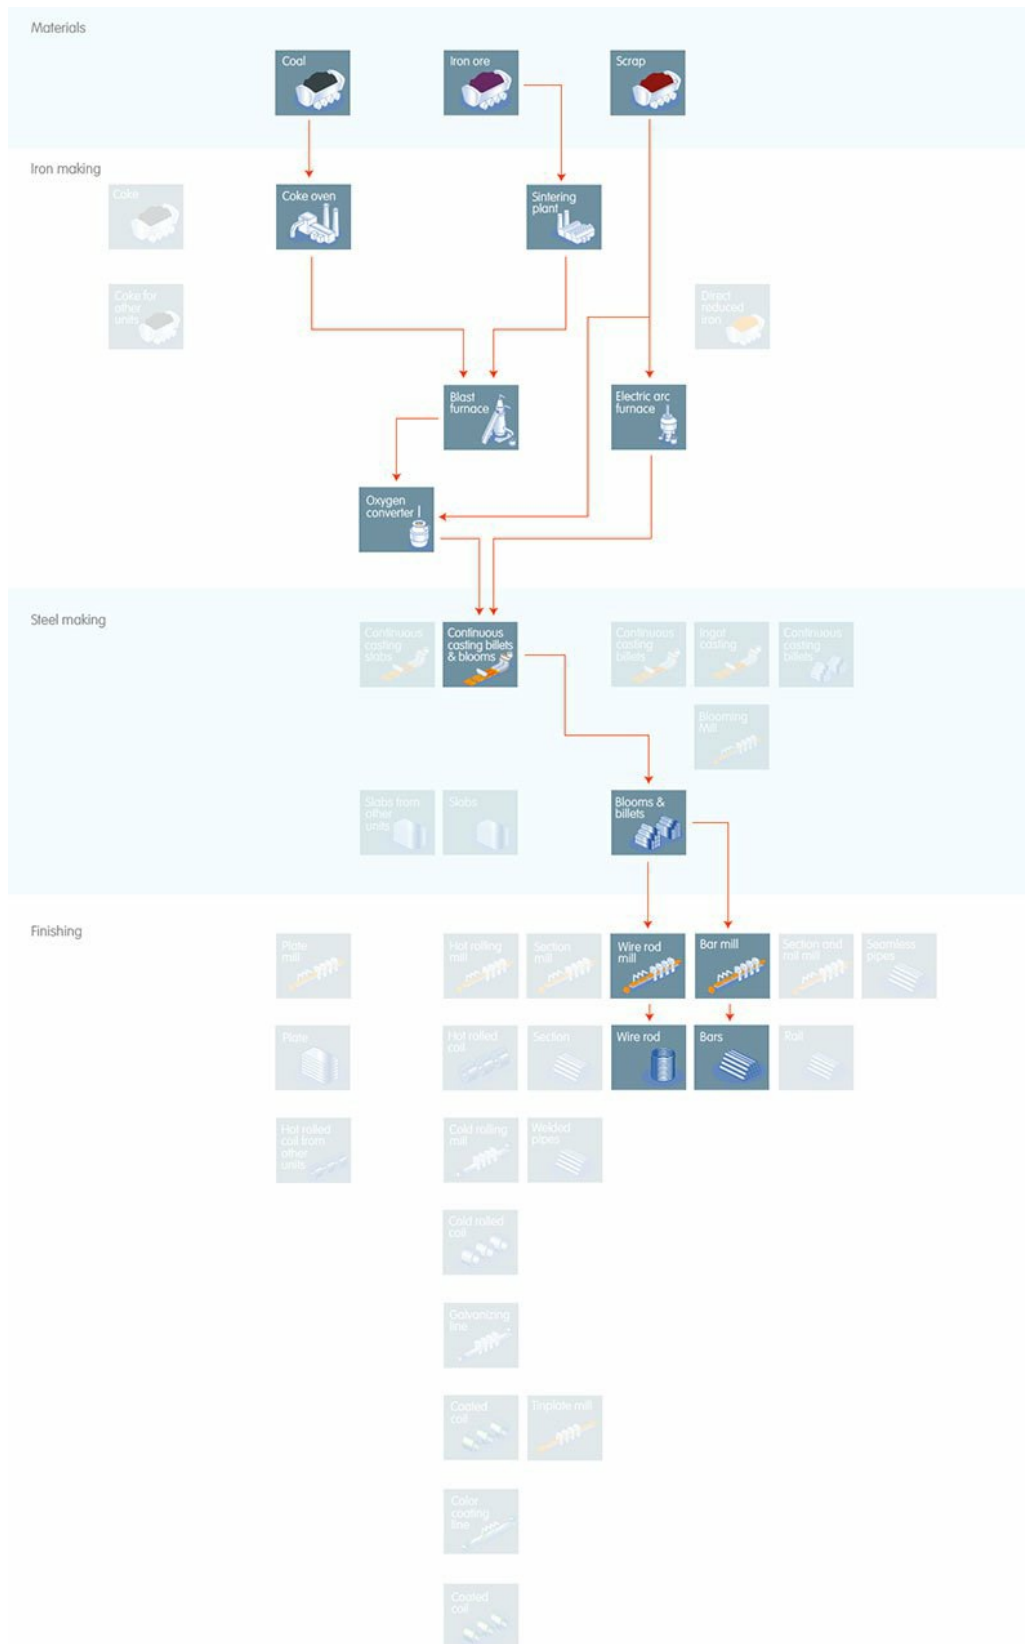 Materials
Coal
Iron ore
Scrap
Iron making
Coke
Coke oven
Sintering
plant
Coke for
other
units
Direct
reduced
iron
Blast
furnace
Electric arc
furnace
Oxygen
converter
Steel making
Continuous
casting
slabs
Continuous
casting billets
& blooms
Continuous
casting
billets
Ingot
casting
Continuous
casting
billets
Blooming
Mill
Slabs from
other
units
Slabs
Blooms &
billets
Finishing
Plate
mill
Hot rolling
mill
Section
mill
Wire rod
mill
Bar mill
Section and
rail mill
Seamless
pipes
Plate
Hot rolled
coil
Section
Wire rod
Bars
Rail
Hot rolled
coil from
other
units
Cold rolling
mill
Welded
pipes
Cold rolled
coil
Galvanizing
line
Coated
coil
Tinplate mill
Color
coating
line
Coated
coil